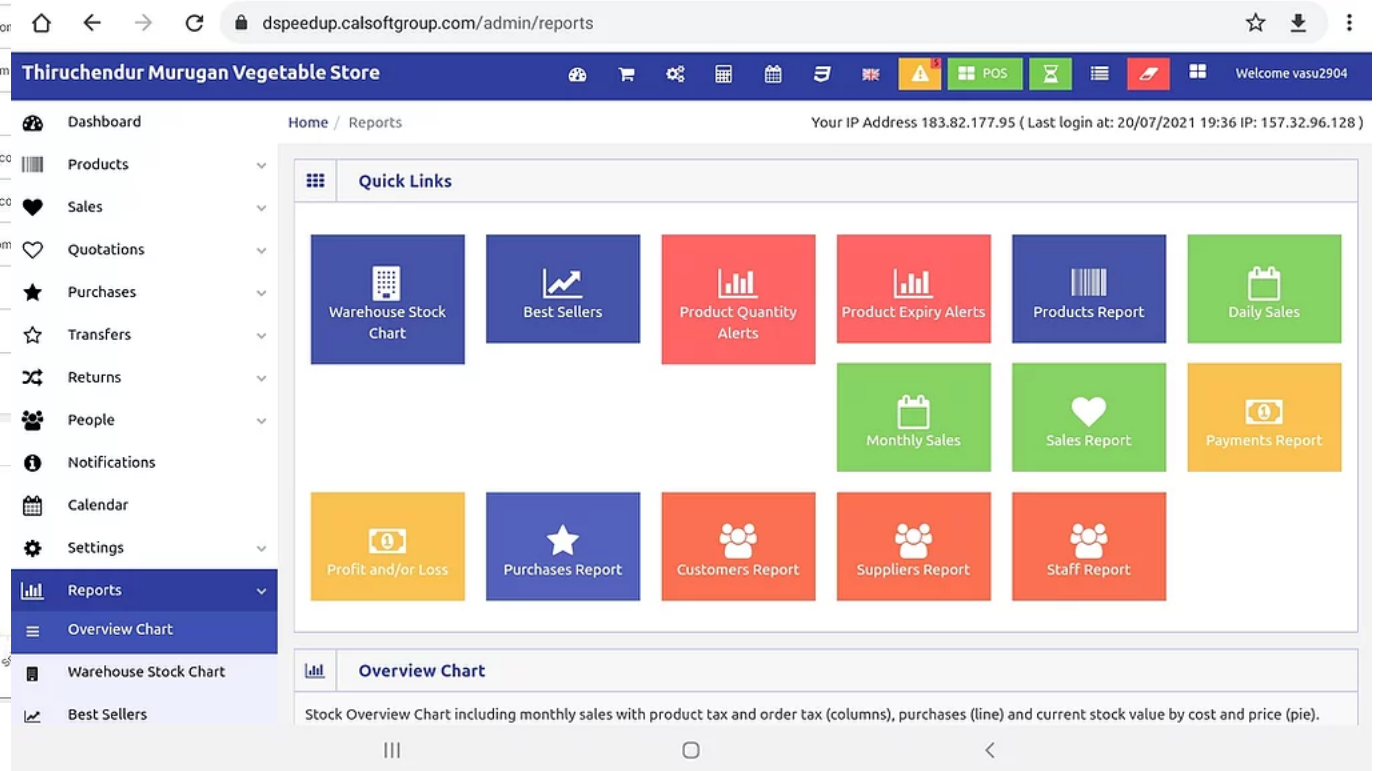 dspeedup.calsoftgroup.com/admin/reports
Thiruchendur Murugan Vegetable Store
5
POS
Welcome vasu2904
Home / Reports
Your IP Address 183.82.177.95 ( Last login at: 20/07/2021 19:36 IP: 157.32.96.128 )
Dashboard
Products
Sales
Quotations
Purchases
Transfers
Returns
People
Notifications
Calendar
Settings
Reports
Overview Chart
Warehouse Stock Chart
Best Sellers
Quick Links
Warehouse Stock
Chart
Best Sellers
Product Quantity
Alerts
Product Expiry Alerts
Products Report
Daily Sales
Monthly Sales
Sales Report
Payments Report
Profit and/or Loss
Purchases Report
Customers Report
Suppliers Report
Staff Report
Overview Chart
Stock Overview Chart including monthly sales with product tax and order tax (columns), purchases (line) and current stock value by cost and price (pie).